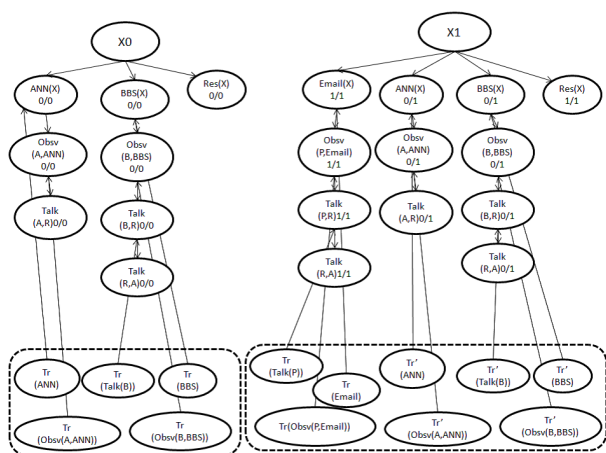 X0
ANN(X)
0/0
BBS(X)
0/0
Res(X)
0/0
Obsv
(A,ANN)
0/0
Obsv
(B,BBS)
0/0
Talk
(A,R)0/0
Talk
(B,R)0/0
Talk
(R,A)0/0
Tr
(ANN)
Tr
(Talk(B))
Tr
(BBS)
Tr
(Obsv(A,ANN))
Tr
(Obsv(B,BBS))
X1
Email(X)
1/1
ANN(X)
0/1
BBS(X)
0/1
Res(X)
1/1
Obsv
(P,Email)
1/1
Obsv
(A,ANN)
0/1
Obsv
(B,BBS)
0/1
Talk
(P,R)1/1
Talk
(A,R)0/1
Talk
(B,R)0/1
Talk
(R,A)1/1
Talk
(R,A)0/1
Tr
(Talk(P))
Tr
(Email)
Tr’
(ANN)
Tr’
(Talk(B))
Tr’
(BBS)
Tr(Obsv(P,Email))
Tr’
(Obsv(A,ANN))
Tr’
(Obsv(B,BBS))